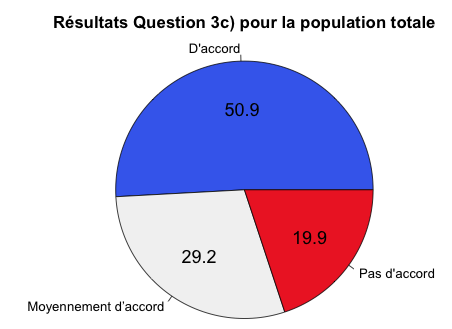 Résultats Question 3c) pour la population totale
D'accord
50.9
29.2
19.9
Pas d'accord
Moyennement d’accord